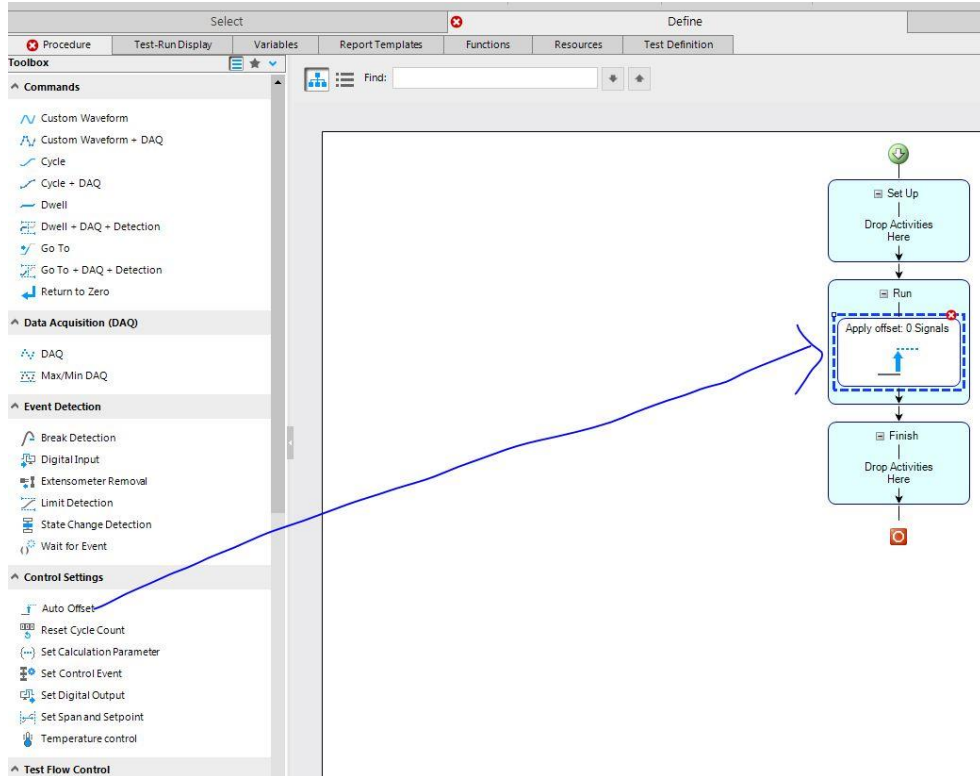 Select
Define
Procedure
Test-Run Display
Variables
Report Templates
Functions
Resources
Test Definition
Toolbox
Find:
Commands
Custom Waveform
Custom Waveform + DAQ
Cycle
Cycle + DAQ
Dwell
Dwell + DAQ + Detection
Go To
Go To + DAQ + Detection
Return to Zero
Data Acquisition (DAQ)
DAQ
Max/Min DAQ
Event Detection
Break Detection
Digital Input
Extensometer Removal
Limit Detection
State Change Detection
Wait for Event
Control Settings
Auto Offset
Reset Cycle Count
Set Calculation Parameter
Set Control Event
Set Digital Output
Set Span and Setpoint
Temperature control
Test Flow Control
Set Up
Drop Activities
Here
Run
Apply offset: 0 Signals
Finish
Drop Activities
Here